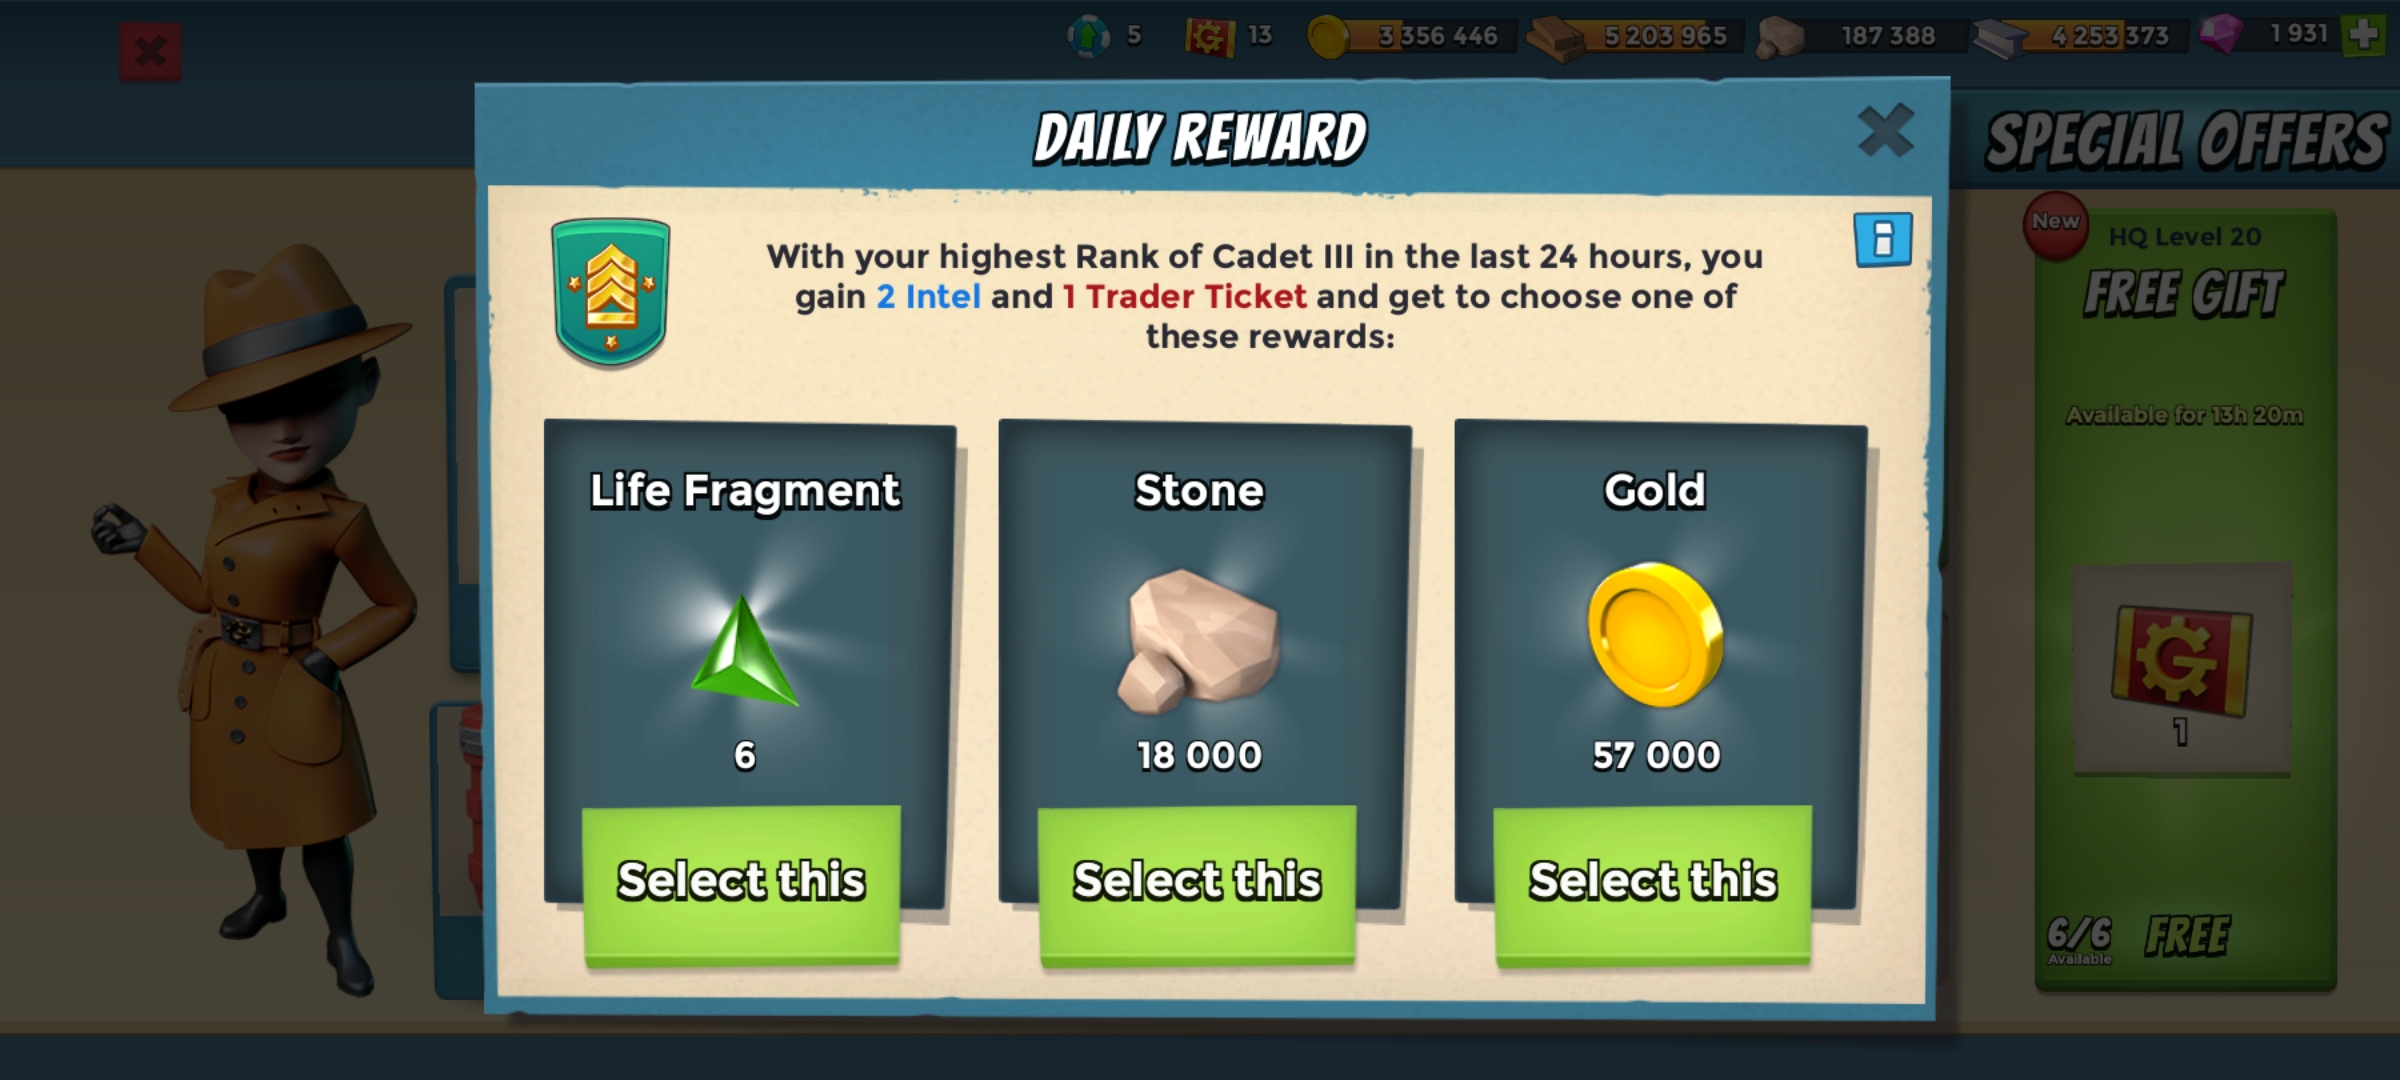 5
13
3 356 446
5 203 965
187 388
4 253 373
1 931
DAILY REWARD
With your highest Rank of Cadet III in the last 24 hours, you
gain 2 Intel and 1 Trader Ticket and get to choose one of
these rewards:
Life Fragment
6
Select this
Stone
18 000
Select this
Gold
57 000
Select this
SPECIAL OFFERS
New
HQ Level 20
FREE GIFT
Available for 13h 20m
G
1
6/6
Available
FREE